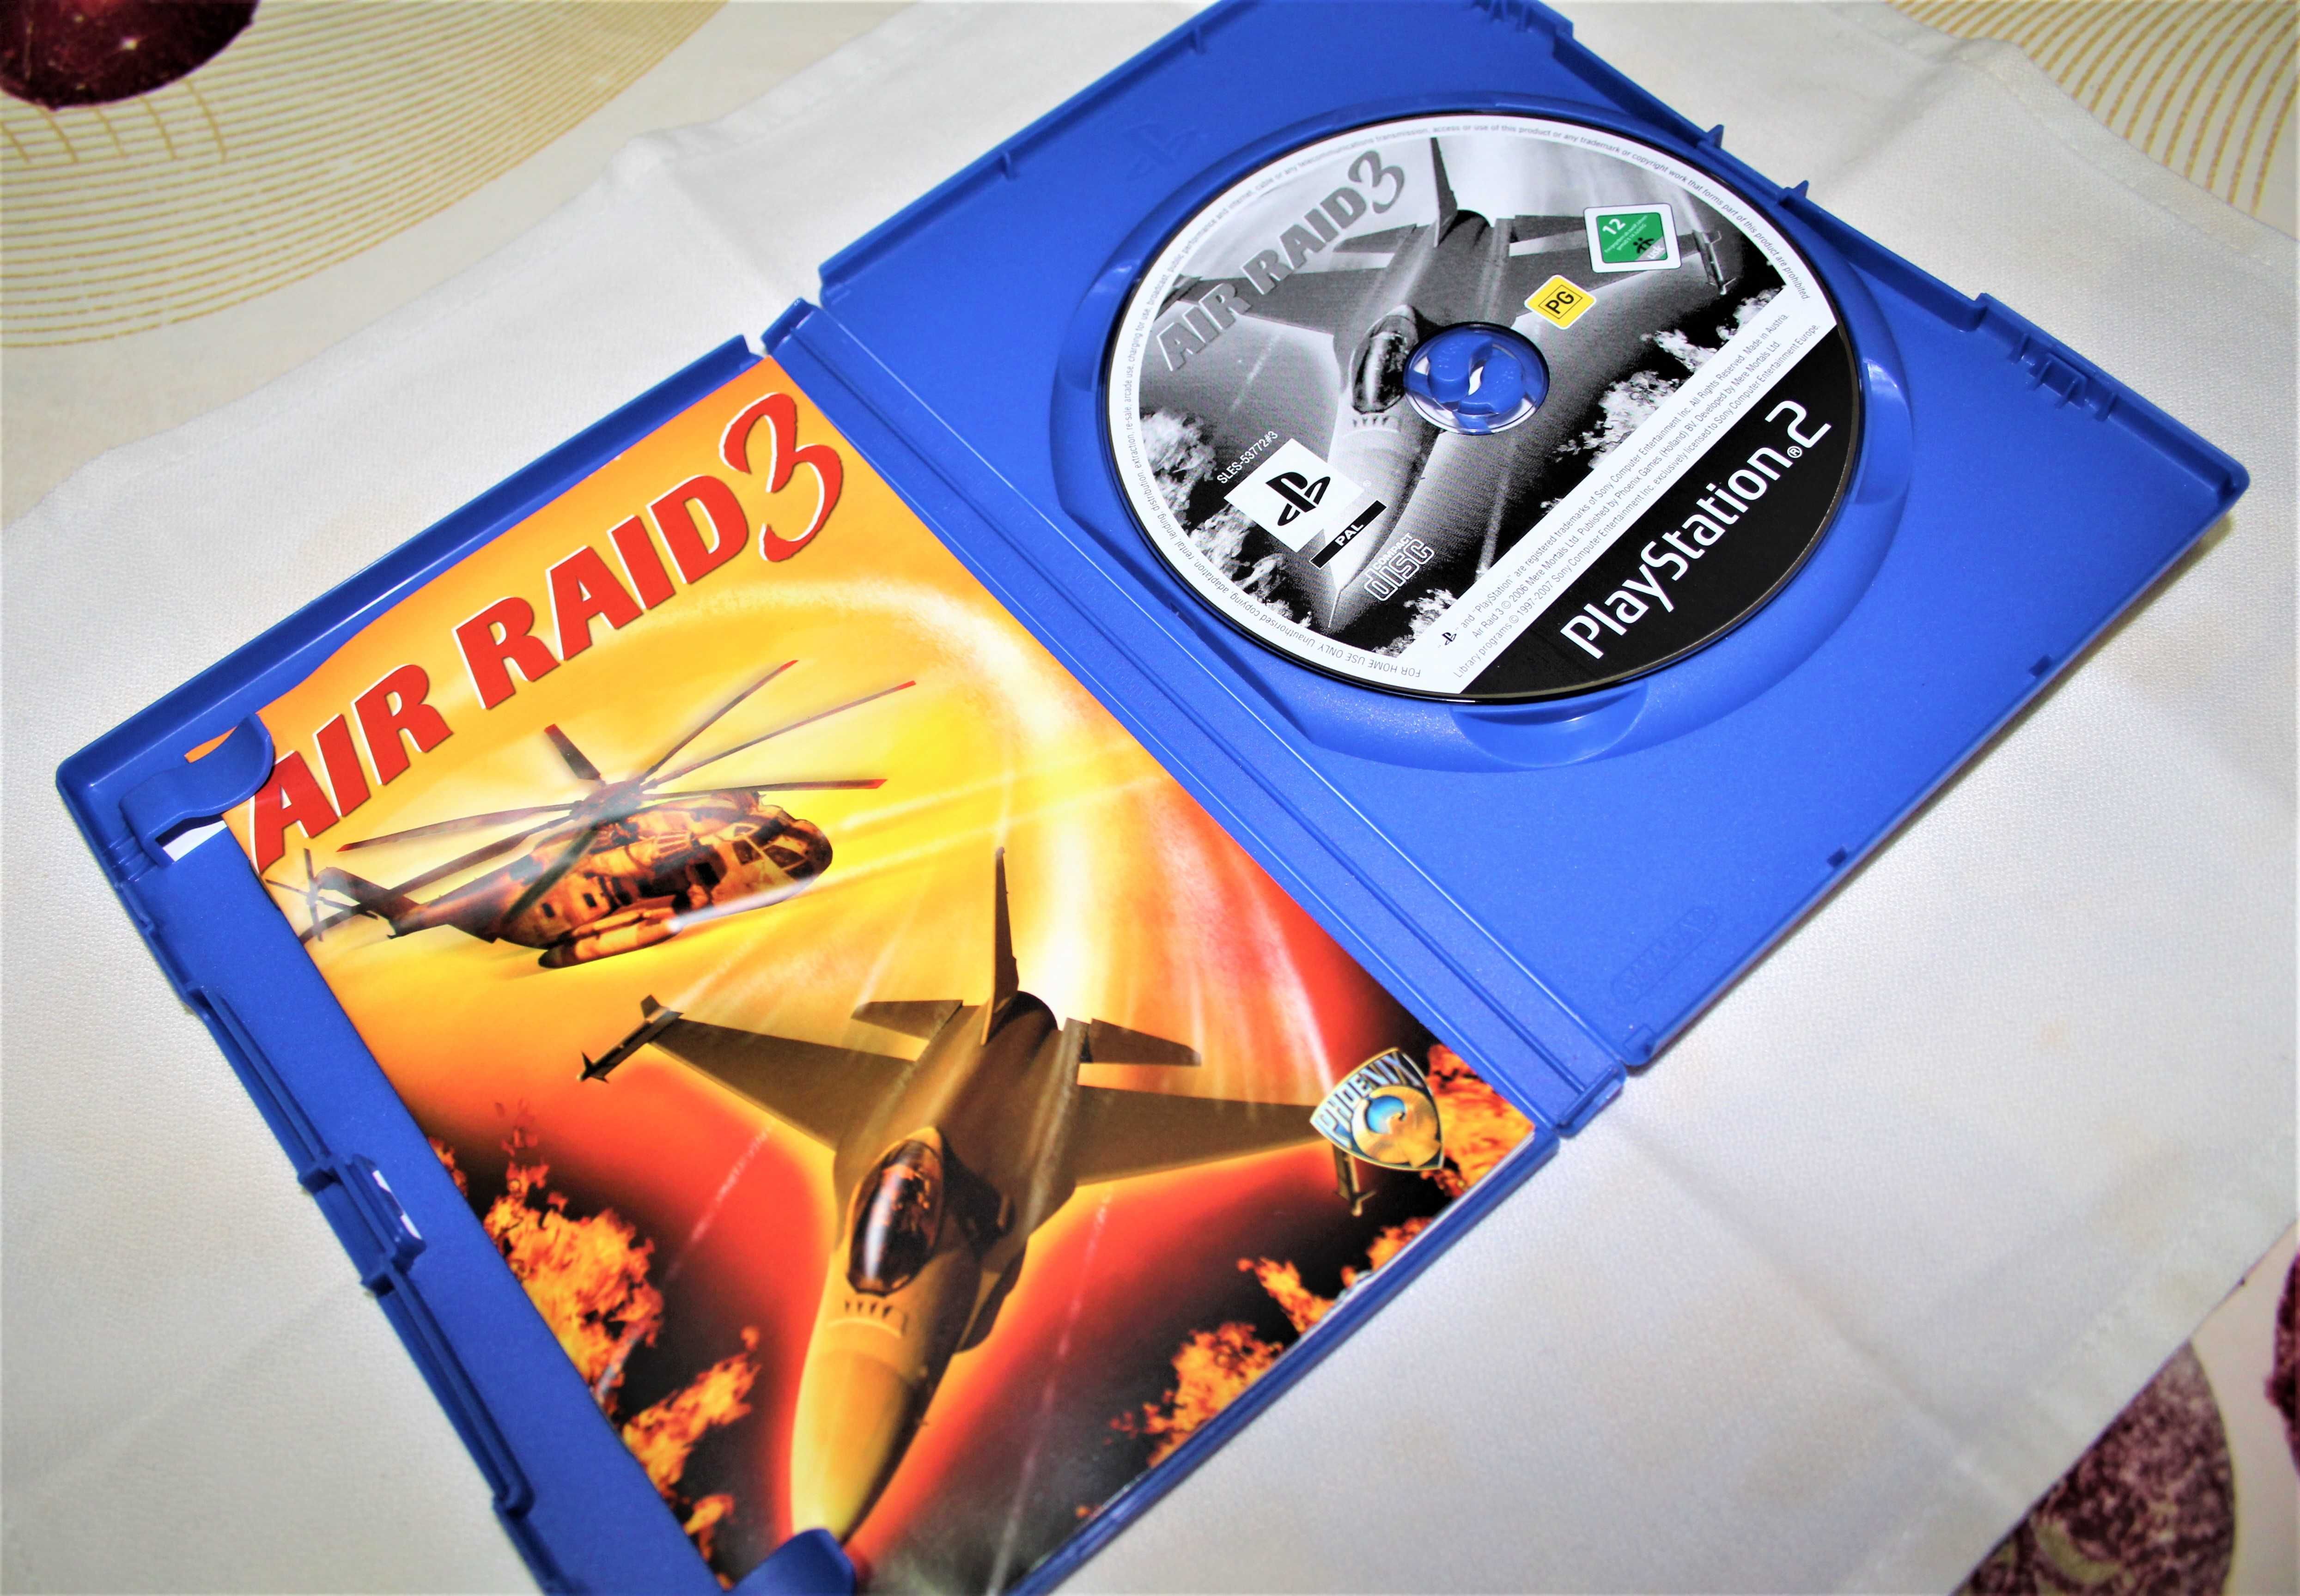 AIR RAID 3
PHOENIX
AIR RAID 3
12
PG
SLES-53772#3
PAL
COMPACT
disc
PlayStation®2
" and "PlayStation" are registered trademarks of Sony Computer Entertainment Inc. All Rights Reserved. Made in Austria.
Air Raid 3 © 2006 Mere Mortals Ltd. Published by Phoenix Games (Holland) BV. Developed by Mere Mortals Ltd.
Library programs © 1997-2007 Sony Computer Entertainment Inc. exclusively licensed to Sony Computer Entertainment Europe.
FOR HOME USE ONLY. Unauthorised copying, adaptation, rental, lending, distribution, extraction, re-sale, arcade use, charging for use, broadcast, public performance and internet, cable or any telecommunications transmission, access or use of this product or any trademark or copyright work that forms part of this product are prohibited